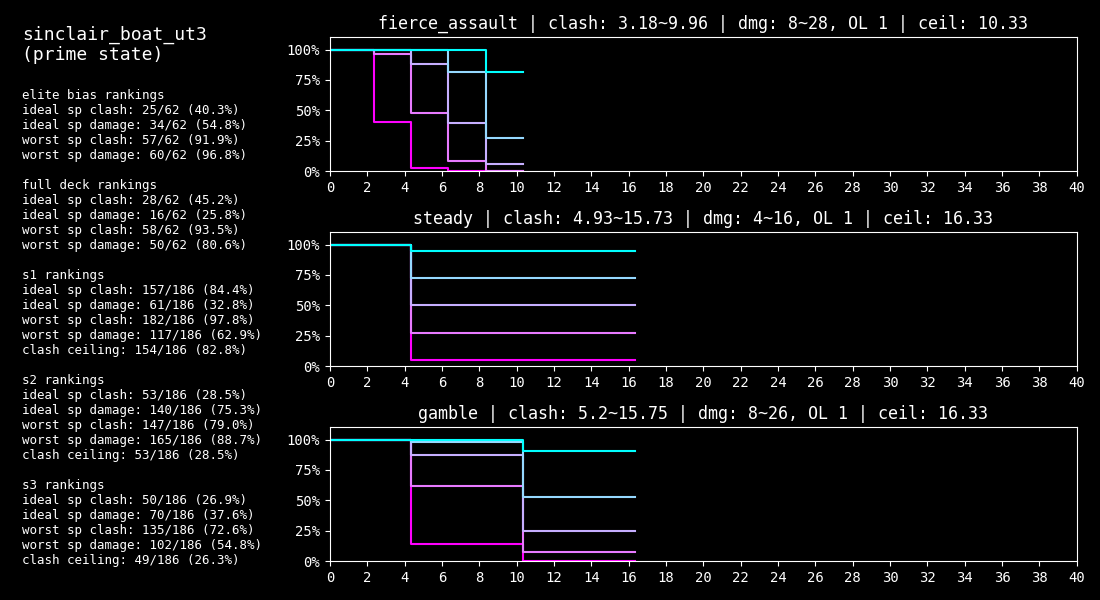 sinclair_boat_ut3
(prime state)
elite bias rankings
ideal sp clash: 25/62 (40.3%)
ideal sp damage: 34/62 (54.8%)
worst sp clash: 57/62 (91.9%)
worst sp damage: 60/62 (96.8%)
full deck rankings
ideal sp clash: 28/62 (45.2%)
ideal sp damage: 16/62 (25.8%)
worst sp clash: 58/62 (93.5%)
worst sp damage: 50/62 (80.6%)
s1 rankings
ideal sp clash: 157/186 (84.4%)
ideal sp damage: 61/186 (32.8%)
worst sp clash: 182/186 (97.8%)
worst sp damage: 117/186 (62.9%)
clash ceiling: 154/186 (82.8%)
s2 rankings
ideal sp clash: 53/186 (28.5%)
ideal sp damage: 140/186 (75.3%)
worst sp clash: 147/186 (79.0%)
worst sp damage: 165/186 (88.7%)
clash ceiling: 53/186 (28.5%)
s3 rankings
ideal sp clash: 50/186 (26.9%)
ideal sp damage: 70/186 (37.6%)
worst sp clash: 135/186 (72.6%)
worst sp damage: 102/186 (54.8%)
clash ceiling: 49/186 (26.3%)
fierce_assault | clash: 3.18~9.96 | dmg: 8~28, OL 1 | ceil: 10.33
100%
75%
50%
25%
0%
0 2 4 6 8 10 12 14 16 18 20 22 24 26 28 30 32 34 36 38 40
steady | clash: 4.93~15.73 | dmg: 4~16, OL 1 | ceil: 16.33
100%
75%
50%
25%
0%
0 2 4 6 8 10 12 14 16 18 20 22 24 26 28 30 32 34 36 38 40
gamble | clash: 5.2~15.75 | dmg: 8~26, OL 1 | ceil: 16.33
100%
75%
50%
25%
0%
0 2 4 6 8 10 12 14 16 18 20 22 24 26 28 30 32 34 36 38 40